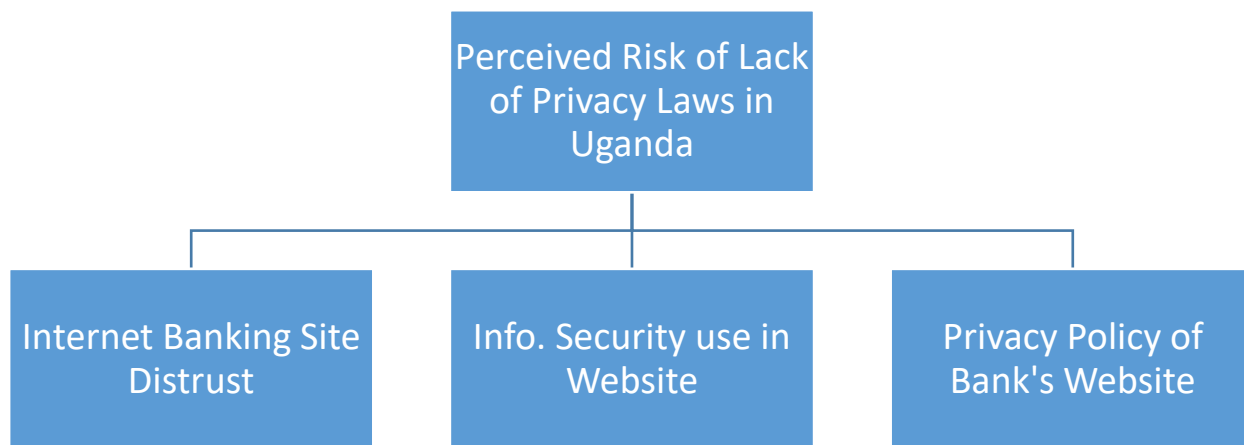 Perceived Risk of Lack
of Privacy Laws in
Uganda
Internet Banking Site
Distrust
Info. Security use in
Website
Privacy Policy of
Bank's Website